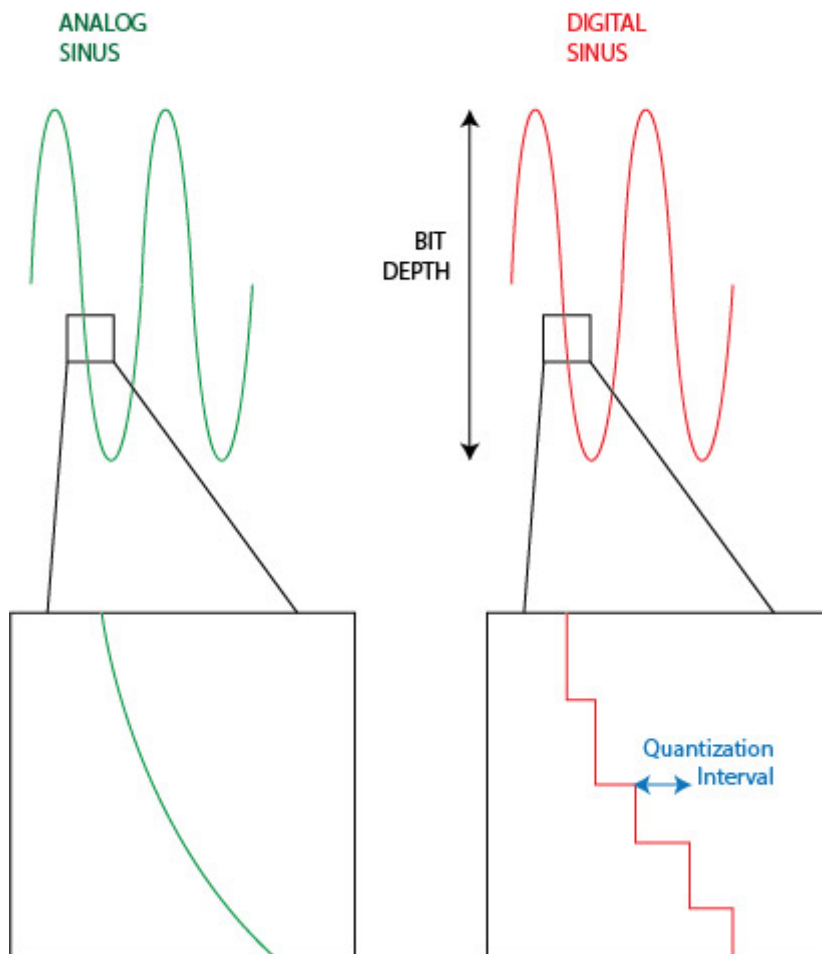 ANALOG
SINUS
DIGITAL
SINUS
BIT
DEPTH
Quantization
Interval